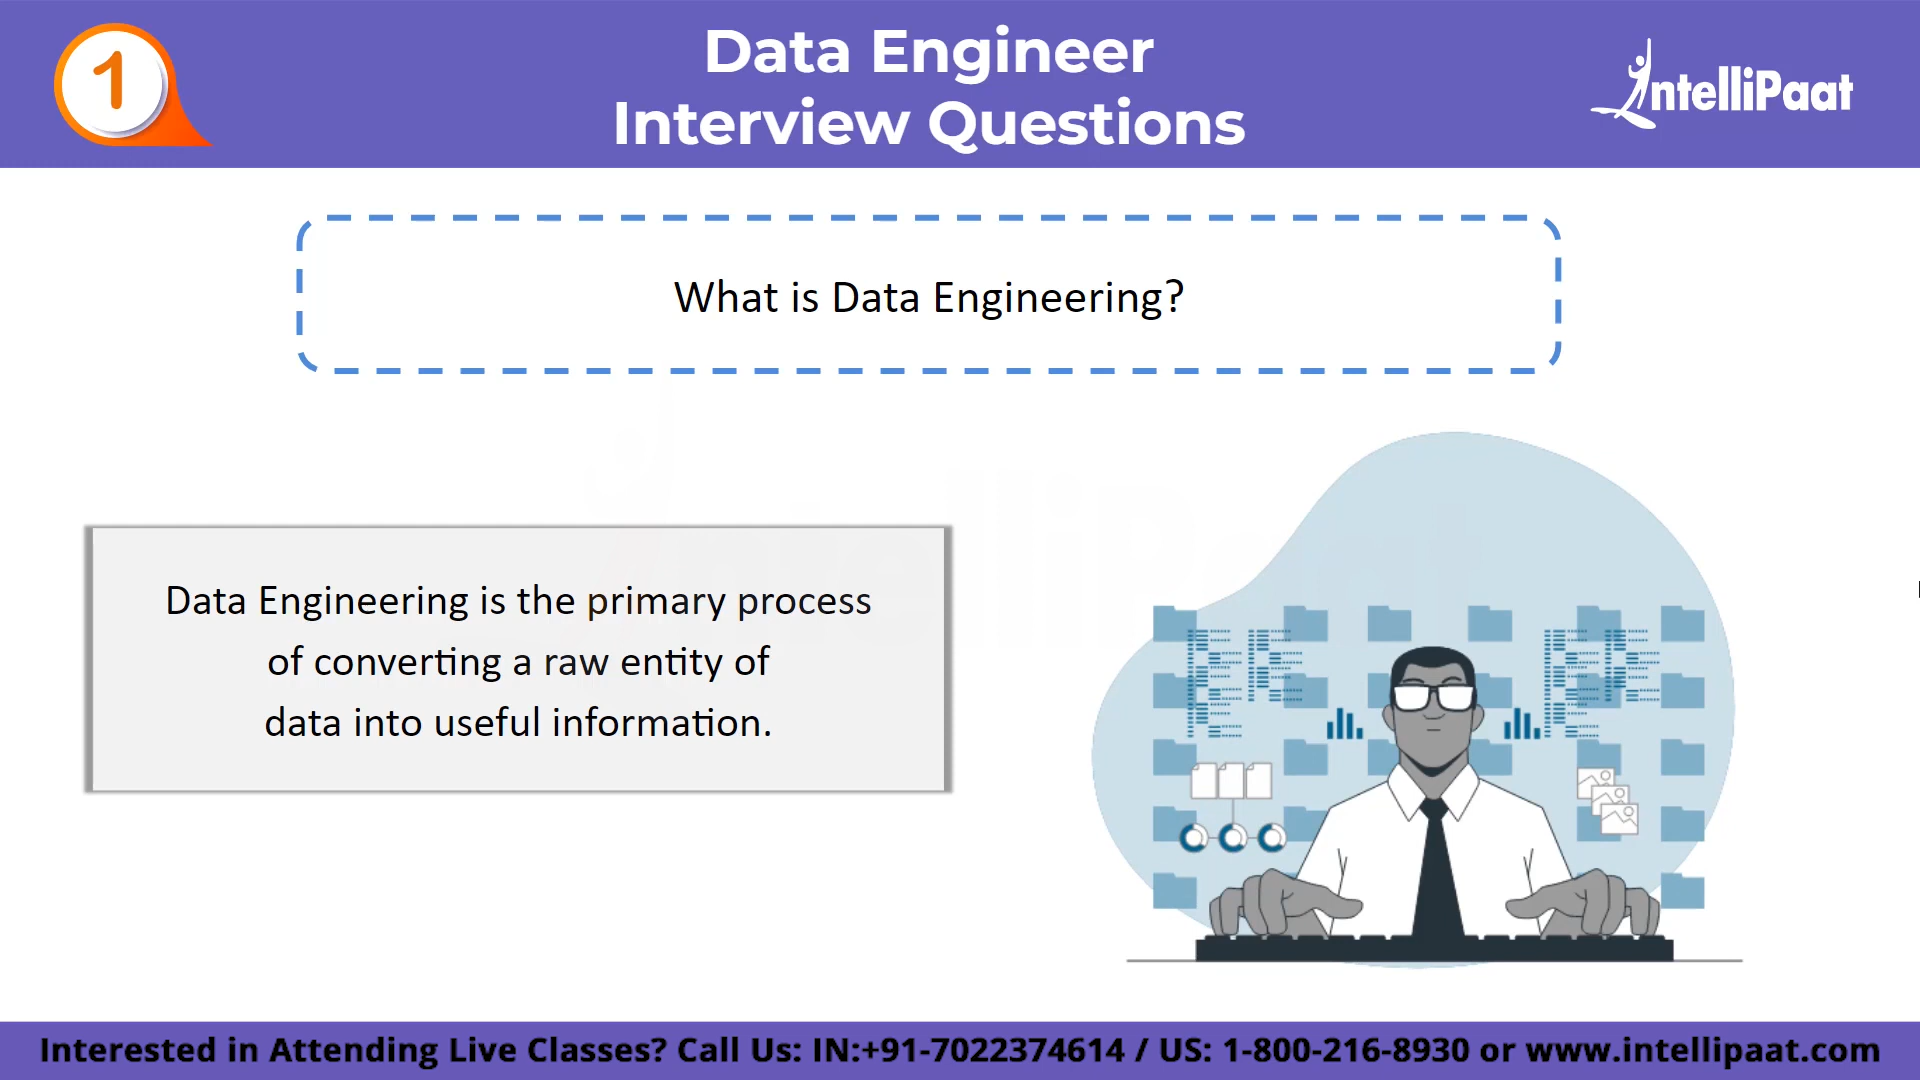 1
Data Engineer
Interview Questions
IntelliPaat
What is Data Engineering?
Data Engineering is the primary process
of converting a raw entity of
data into useful information.
Interested in Attending Live Classes? Call Us: IN:+91-7022374614 / US: 1-800-216-8930 or www.intellipaat.com